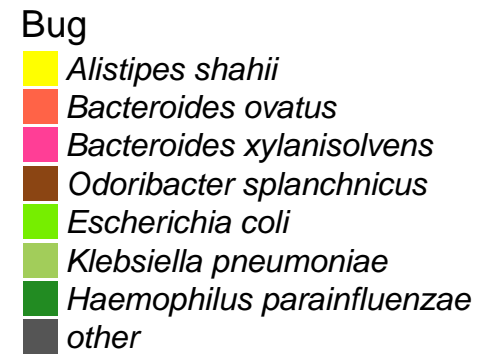 Bug
Alistipes shahii
Bacteroides ovatus
Bacteroides xylanisolvens
Odoribacter splanchnicus
Escherichia coli
Klebsiella pneumoniae
Haemophilus parainfluenzae
other